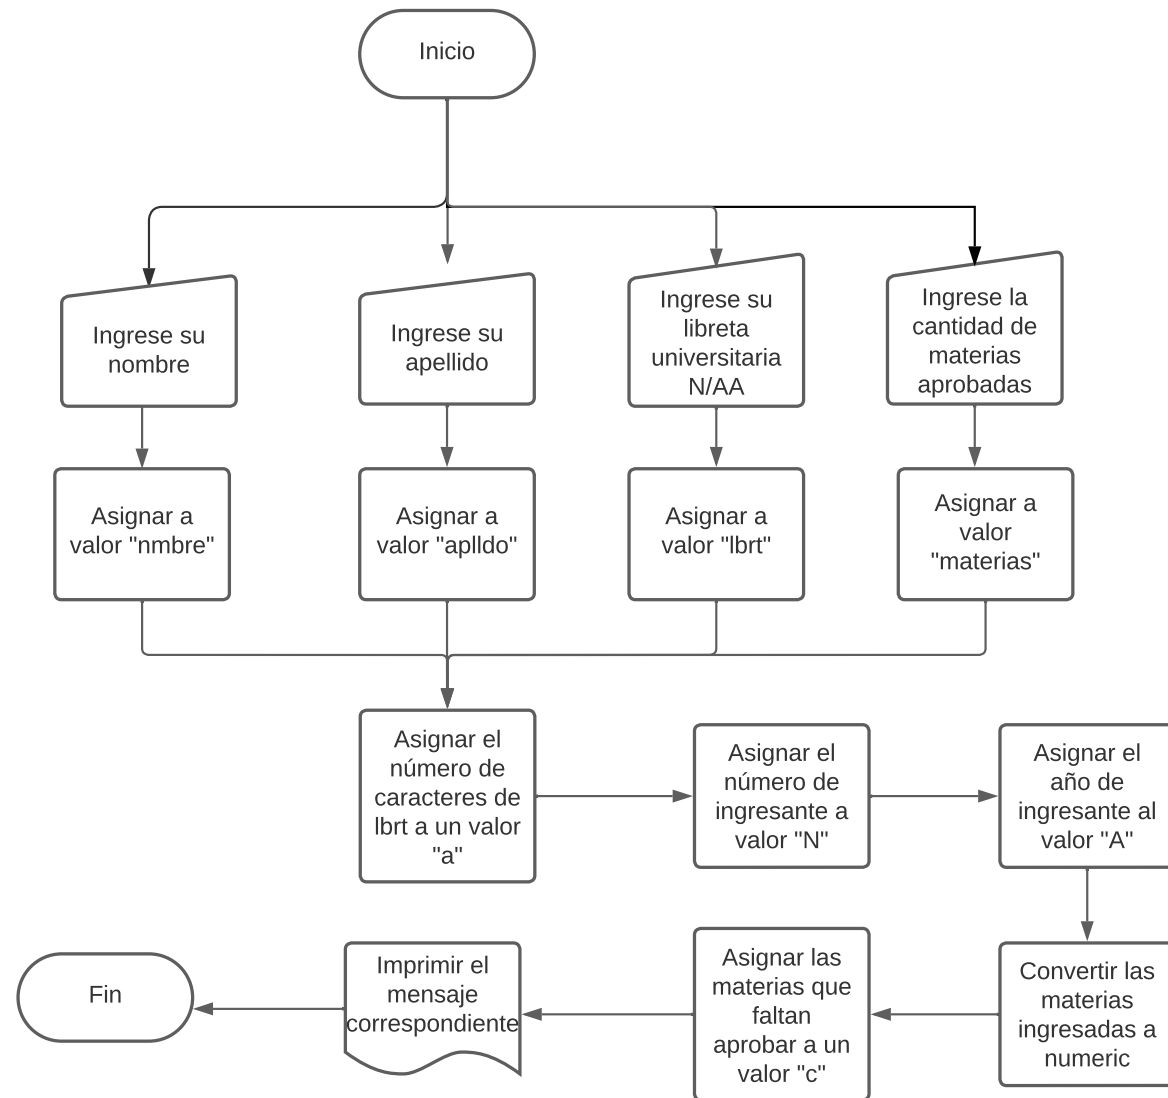 Inicio
Ingrese su
nombre
Ingrese su
apellido
Ingrese su
libreta
universitaria
N/AA
Ingrese la
cantidad de
materias
aprobadas
Asignar a
valor "nmbre"
Asignar a
valor "aplldo"
Asignar a
valor "lbrt"
Asignar a
valor
"materias"
Asignar el
número de
caracteres de
lbrt a un valor
"a"
Asignar el
número de
ingresante a
valor "N"
Asignar el
año de
ingresante al
valor "A"
Convertir las
materias
ingresadas a
numeric
Asignar las
materias que
faltan
aprobar a un
valor "c"
Imprimir el
mensaje
correspondiente
Fin